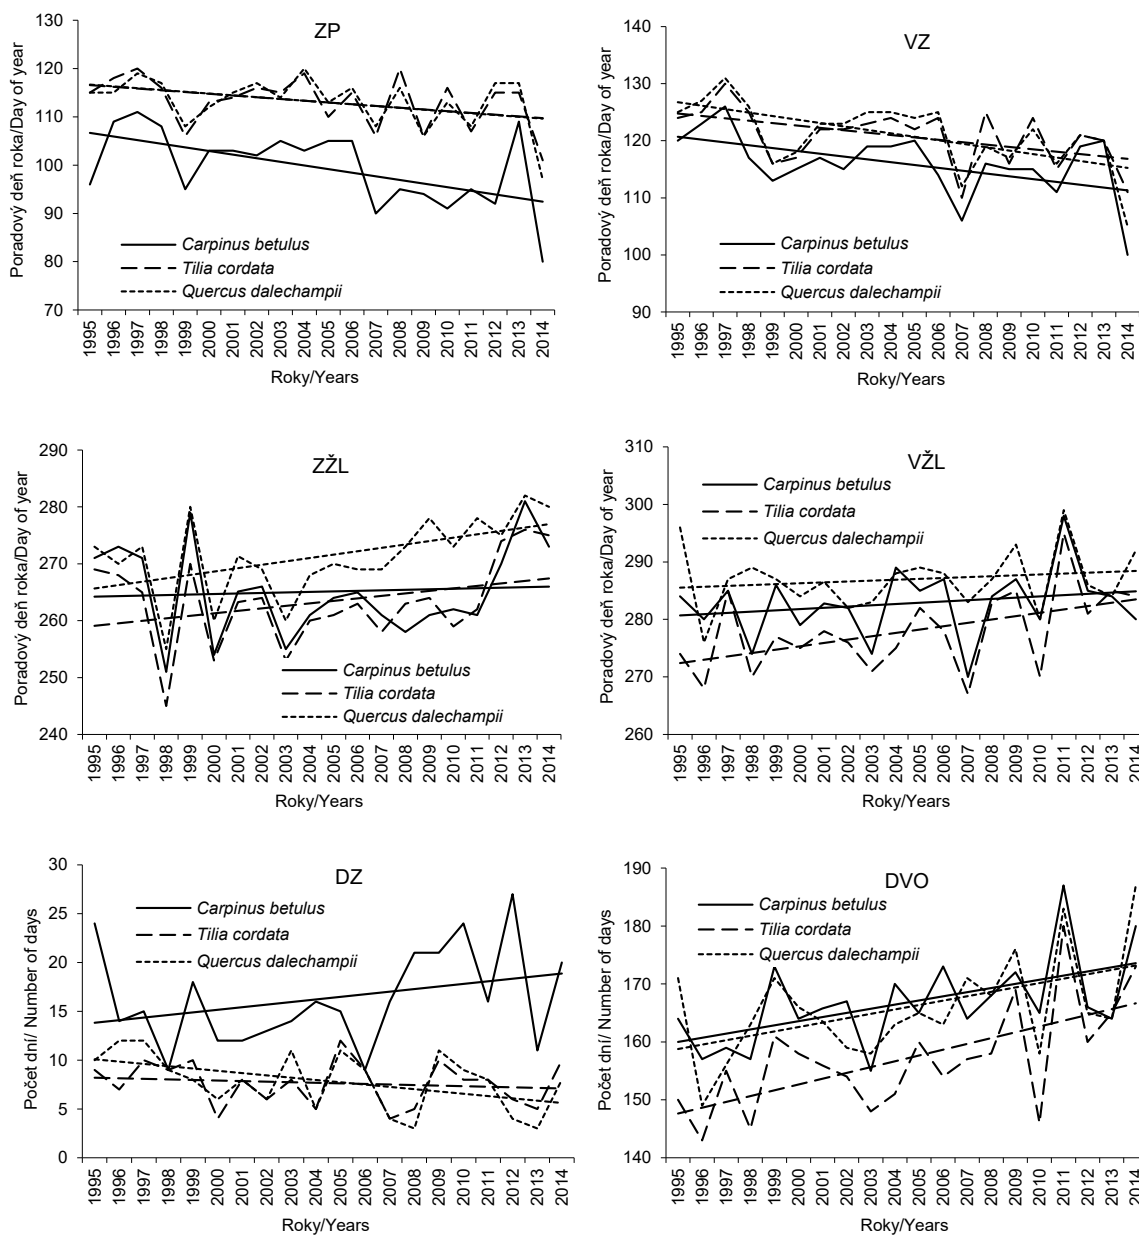 ZP
Poradový deň roka/Day of year
130
120
110
100
90
80
70
Carpinus betulus
Tilia cordata
Quercus dalechampii
1995 1996 1997 1998 1999 2000 2001 2002 2003 2004 2005 2006 2007 2008 2009 2010 2011 2012 2013 2014
Roky/Years
VZ
Poradový deň roka/Day of year
140
130
120
110
100
90
Carpinus betulus
Tilia cordata
Quercus dalechampii
1995 1996 1997 1998 1999 2000 2001 2002 2003 2004 2005 2006 2007 2008 2009 2010 2011 2012 2013 2014
Roky/Years
ZŽL
Poradový deň roka/Day of year
290
280
270
260
250
240
Carpinus betulus
Tilia cordata
Quercus dalechampii
1995 1996 1997 1998 1999 2000 2001 2002 2003 2004 2005 2006 2007 2008 2009 2010 2011 2012 2013 2014
Roky/Years
VŽL
Poradový deň roka/Day of year
310
300
290
280
270
260
Carpinus betulus
Tilia cordata
Quercus dalechampii
1995 1996 1997 1998 1999 2000 2001 2002 2003 2004 2005 2006 2007 2008 2009 2010 2011 2012 2013 2014
Roky/Years
DZ
Počet dní/ Number of days
30
25
20
15
10
5
0
Carpinus betulus
Tilia cordata
Quercus dalechampii
1995 1996 1997 1998 1999 2000 2001 2002 2003 2004 2005 2006 2007 2008 2009 2010 2011 2012 2013 2014
Roky/Years
DVO
Počet dní/ Number of days
190
180
170
160
150
140
Carpinus betulus
Tilia cordata
Quercus dalechampii
1995 1996 1997 1998 1999 2000 2001 2002 2003 2004 2005 2006 2007 2008 2009 2010 2011 2012 2013 2014
Roky/Years